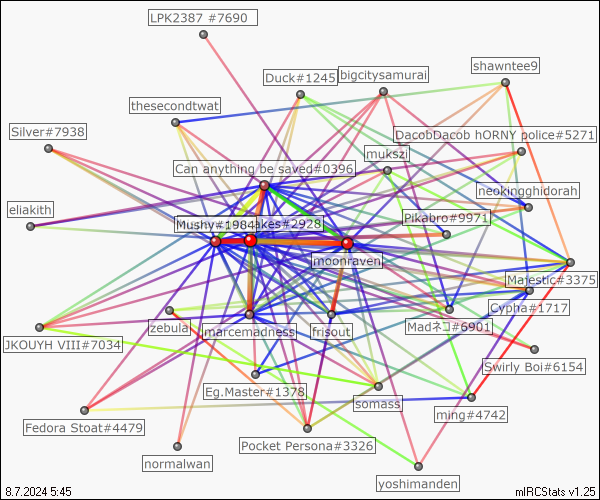 LPK2387 #7690
shawntee9
bigcitysamurai
Duck#1245
thesecondtwat
Silver#7938
DacobDacob hORNY police#5271
mukszi
Can anything be saved#0396
neokingghidorah
eliakith
Pikabro#9971
Mushy#1984
akes#2928
moonraven
Majestic#3375
Cypha#1717
zebula
marcemadness
frisout
Madネコ#6901
JKOUYH VIII#7034
Swirly Boi#6154
Eg.Master#1378
somass
ming#4742
Fedora Stoat#4479
Pocket Persona#3326
normalwan
yoshimanden
8.7.2024 5:45
mIRCStats v1.25